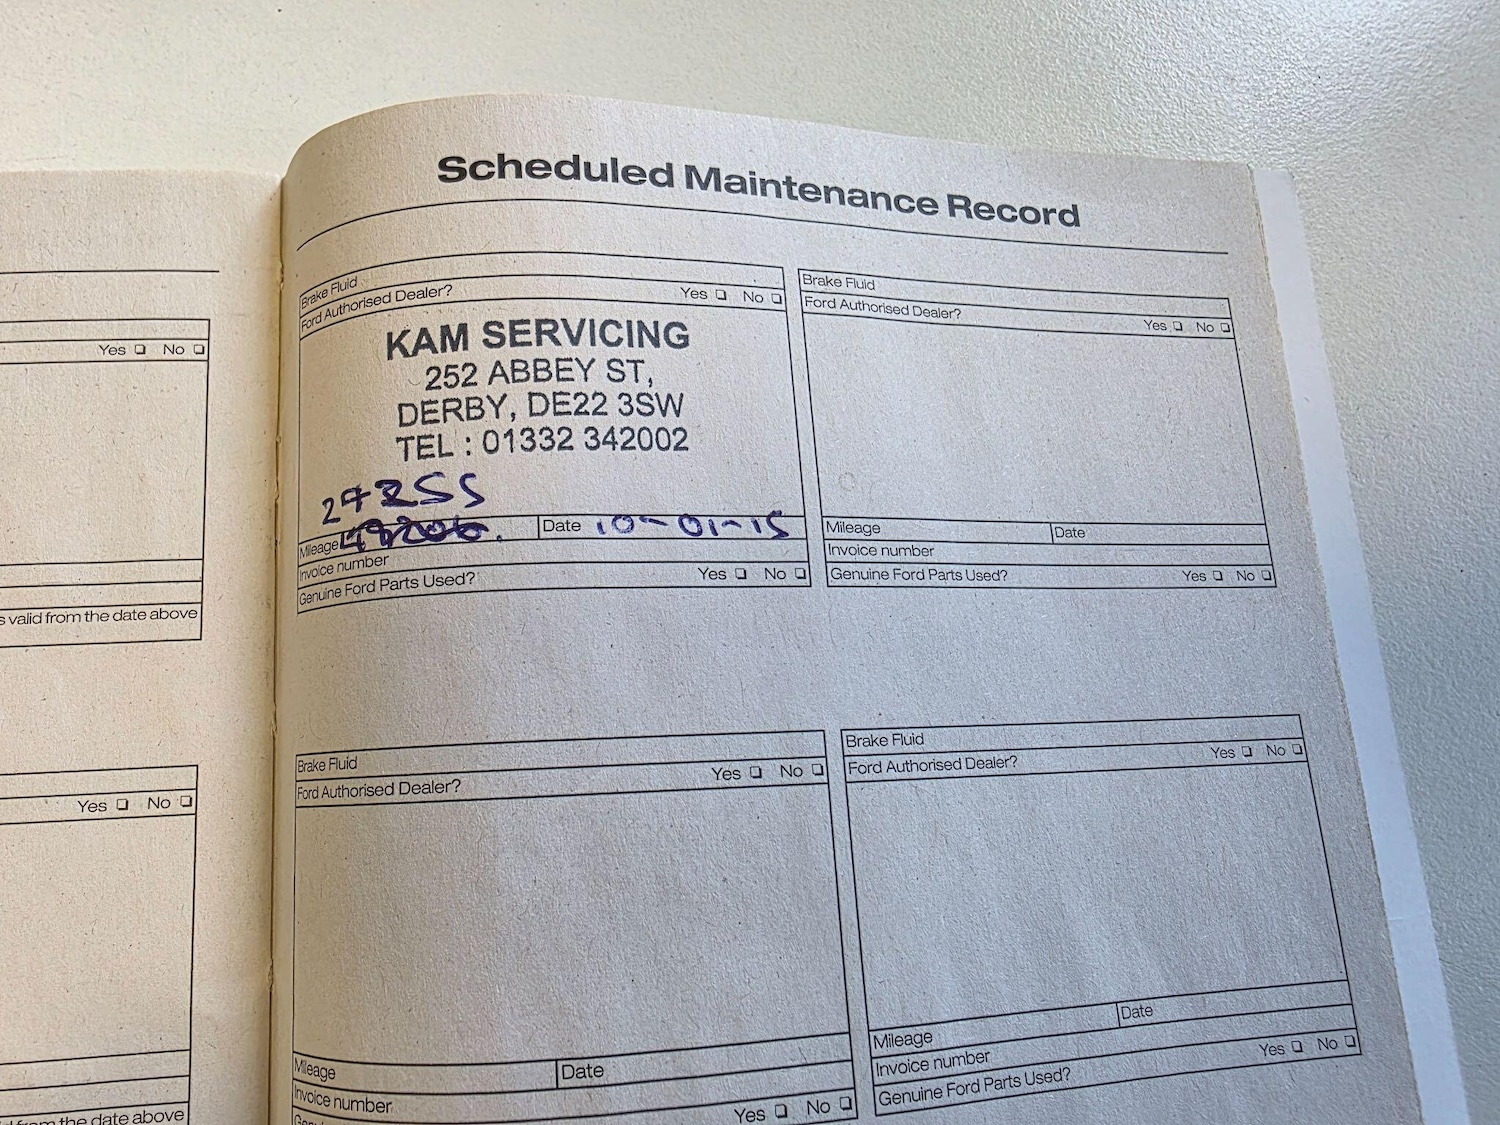 Scheduled Maintenance Record
Yes ❏ No ❏
s valid from the date above
Yes ❏ No ❏
from the date above
Brake Fluid
Ford Authorised Dealer? Yes ❏ No ❏
KAM SERVICING
252 ABBEY ST,
DERBY, DE22 3SW
TEL : 01332 342002
Mileage Date 10-01-15
Invoice number
Genuine Ford Parts Used? Yes ❏ No ❏
Brake Fluid
Ford Authorised Dealer? Yes ❏ No ❏
Mileage Date
Invoice number
Genuine Ford Parts Used? Yes ❏ No ❏
Brake Fluid
Ford Authorised Dealer? Yes ❏ No ❏
Mileage Date
Invoice number
Yes ❏ No ❏
Brake Fluid
Ford Authorised Dealer? Yes ❏ No ❏
Mileage Date
Invoice number
Genuine Ford Parts Used? Yes ❏ No ❏